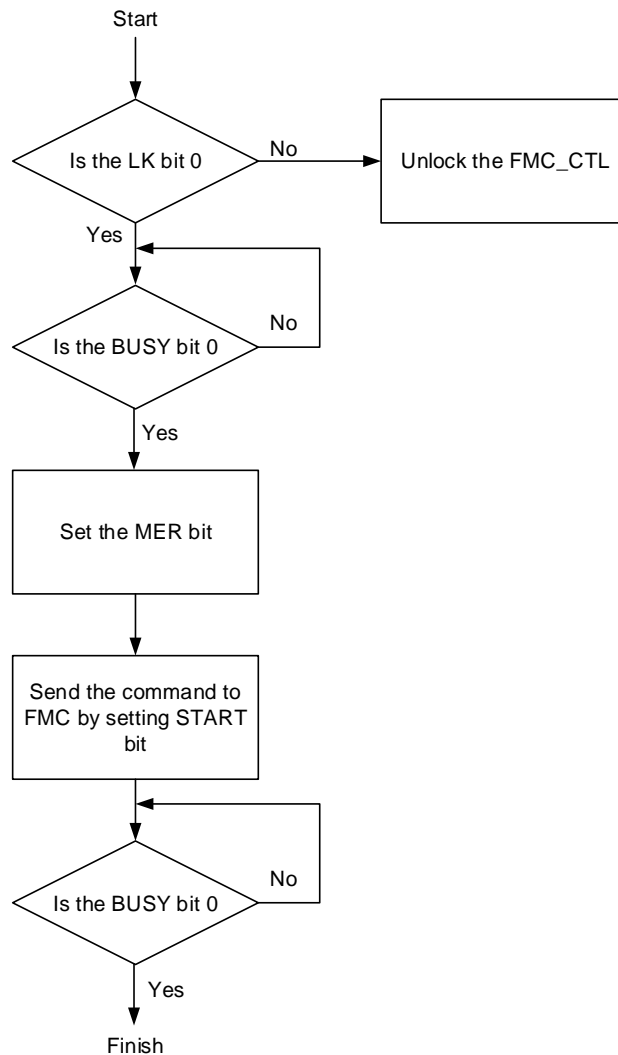 Start
Is the LK bit 0
No
Unlock the FMC_CTL
Yes
Is the BUSY bit 0
No
Yes
Set the MER bit
Send the command to
FMC by setting START
bit
Is the BUSY bit 0
No
Yes
Finish